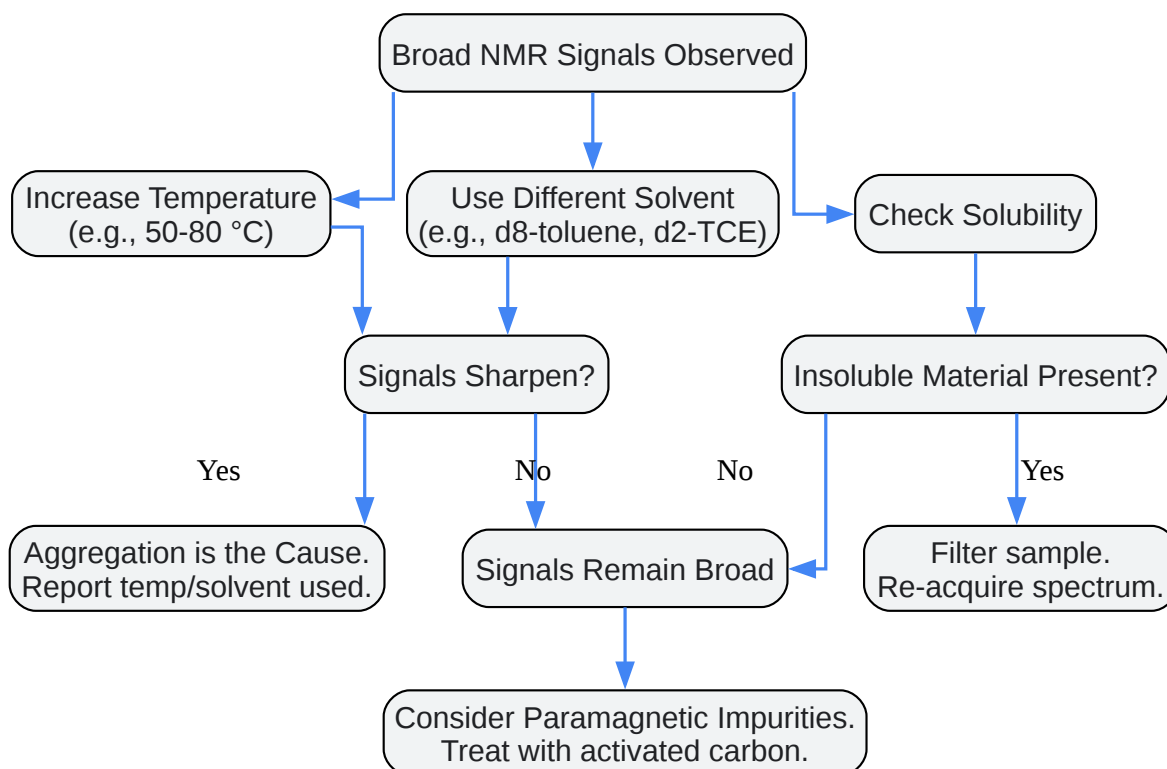 Broad NMR Signals Observed
Increase Temperature
(e.g., 50-80 °C)
Use Different Solvent
(e.g., d8-toluene, d2-TCE)
Check Solubility
Signals Sharpen?
Insoluble Material Present?
Yes
No
No
Yes
Aggregation is the Cause.
Report temp/solvent used.
Signals Remain Broad
Filter sample.
Re-acquire spectrum.
Consider Paramagnetic Impurities.
Treat with activated carbon.